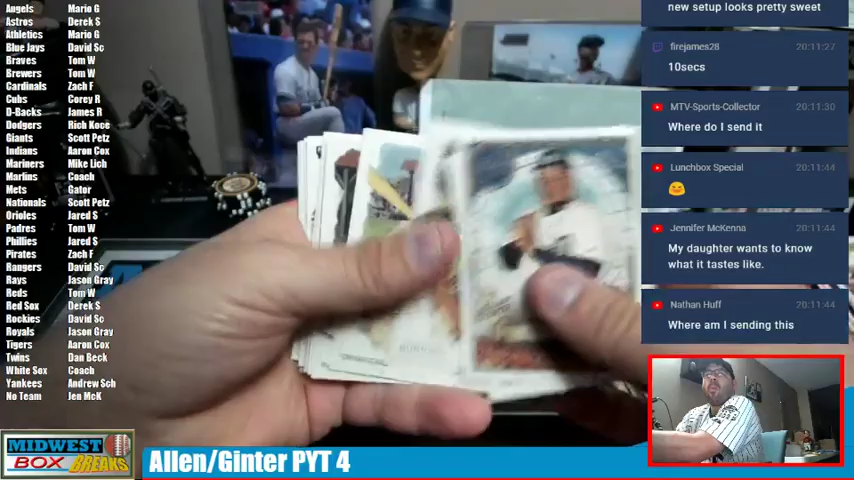 Angels Mario G
Astros Derek S
Athletics Mario G
Blue Jays David Sc
Braves Tom W
Brewers Tom W
Cardinals Zach F
Cubs Corey R
D-Backs James R
Dodgers Rich Koce
Giants Scott Petz
Indians Aaron Cox
Mariners Mike Lich
Marlins Coach
Mets Gator
Nationals Scott Petz
Orioles Jared S
Padres Tom W
Phillies Jared S
Pirates Zach F
Rangers David Sc
Rays Jason Gray
Reds Tom W
Red Sox Derek S
Rockies David Sc
Royals Jason Gray
Tigers Aaron Cox
Twins Dan Beck
White Sox Coach
Yankees Andrew Sch
No Team Jen McK
new setup looks pretty sweet
firejames28 20:11:27
10secs
MTV-Sports-Collector 20:11:30
Where do I send it
Lunchbox Special 20:11:44
Jennifer McKenna 20:11:44
My daughter wants to know
what it tastes like.
Nathan Huff 20:11:44
Where am I sending this
MIDWEST
BOX BREAKS
Allen/Ginter PYT 4